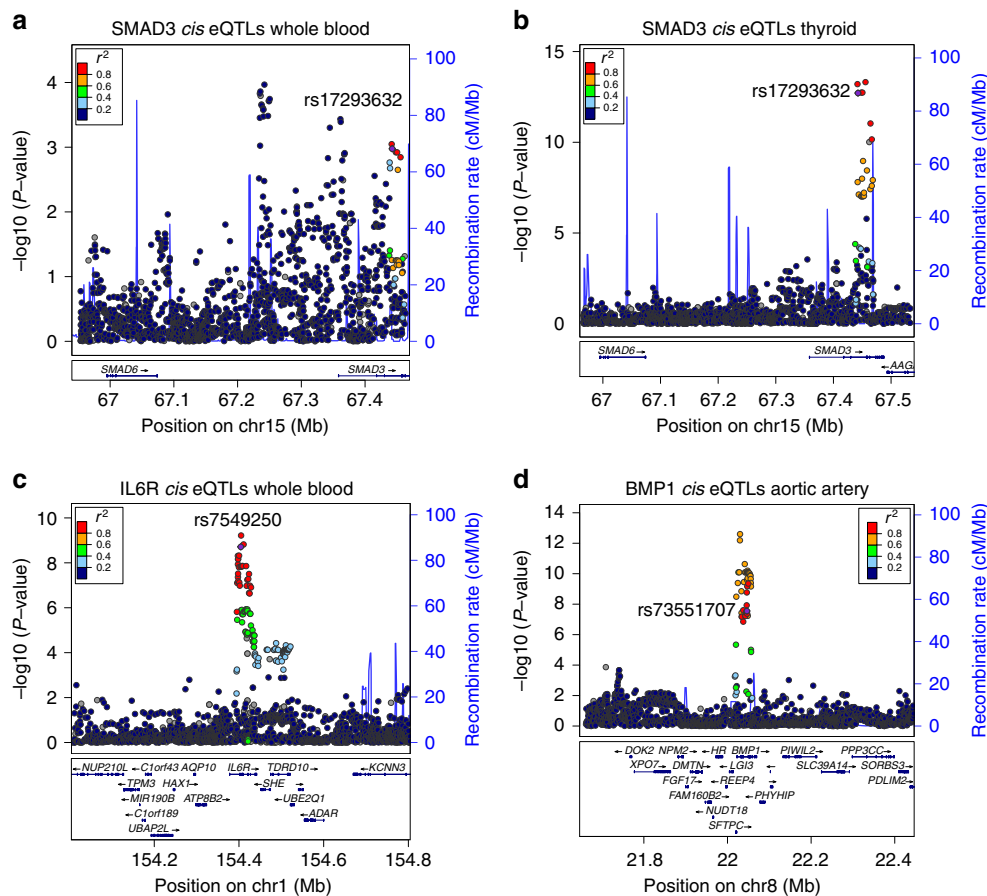 a
SMAD3 cis eQTLs whole blood
r²
0.8
0.6
0.4
0.2
rs17293632
–log10 (P–value)
4
3
2
1
0
100
80
60
40
20
0
Recombination rate (cM/Mb)
SMAD6
SMAD3
67
67.1
67.2
67.3
67.4
Position on chr15 (Mb)
b
SMAD3 cis eQTLs thyroid
r²
0.8
0.6
0.4
0.2
rs17293632
–log10 (P–value)
15
10
5
0
100
80
60
40
20
0
Recombination rate (cM/Mb)
SMAD6
SMAD3
AAG
67
67.1
67.2
67.3
67.4
67.5
Position on chr15 (Mb)
c
IL6R cis eQTLs whole blood
r²
0.8
0.6
0.4
0.2
rs7549250
–log10 (P–value)
10
8
6
4
2
0
100
80
60
40
20
0
Recombination rate (cM/Mb)
NUP210L
C1orf43
AQP10
IL6R
TDRD10
KCNN3
TPM3
HAX1
SHE
MIR190B
ATP8B2
UBE2Q1
C1orf189
ADAR
UBAP2L
154.2
154.4
154.6
154.8
Position on chr1 (Mb)
d
BMP1 cis eQTLs aortic artery
r²
0.8
0.6
0.4
0.2
rs73551707
–log10 (P–value)
14
12
10
8
6
4
2
0
100
80
60
40
20
0
Recombination rate (cM/Mb)
DOK2
NPM2
HR
BMP1
PIWIL2
PPP3CC
XPO7
DMTN
LGI3
SLC39A14
SORBS3
FGF17
REEP4
PDLIM2
FAM160B2
PHYHIP
NUDT18
SFTPC
21.8
22
22.2
22.4
Position on chr8 (Mb)